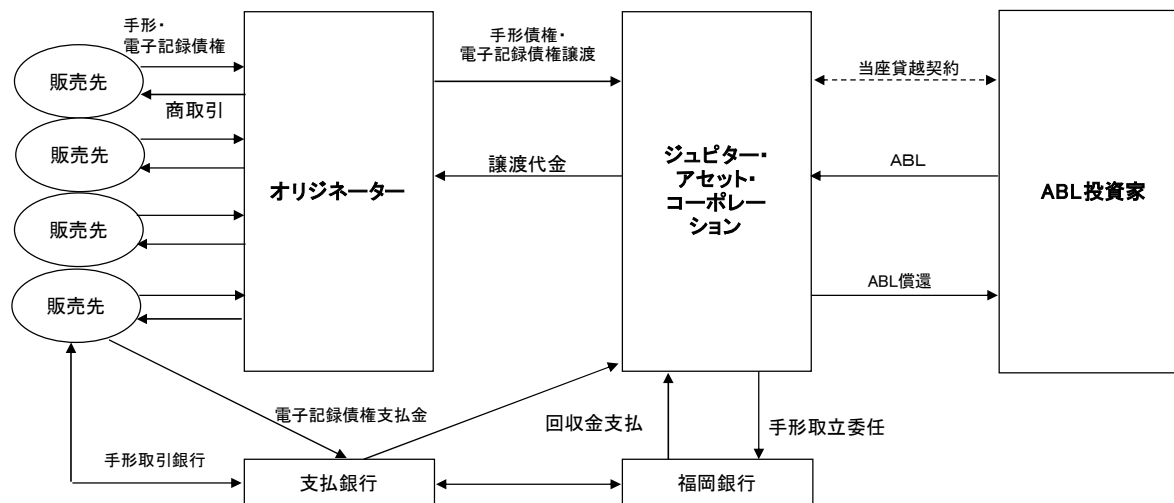 手形・
電子記録債権
販売先
商取引
販売先
販売先
販売先
オリジネーター
手形債権・
電子記録債権譲渡
譲渡代金
ジュピター・
アセット・
コーポレー
ション
当座貸越契約
ABL
ABL償還
ABL投資家
電子記録債権支払金
回収金支払
手形取立委任
手形取引銀行
支払銀行
福岡銀行